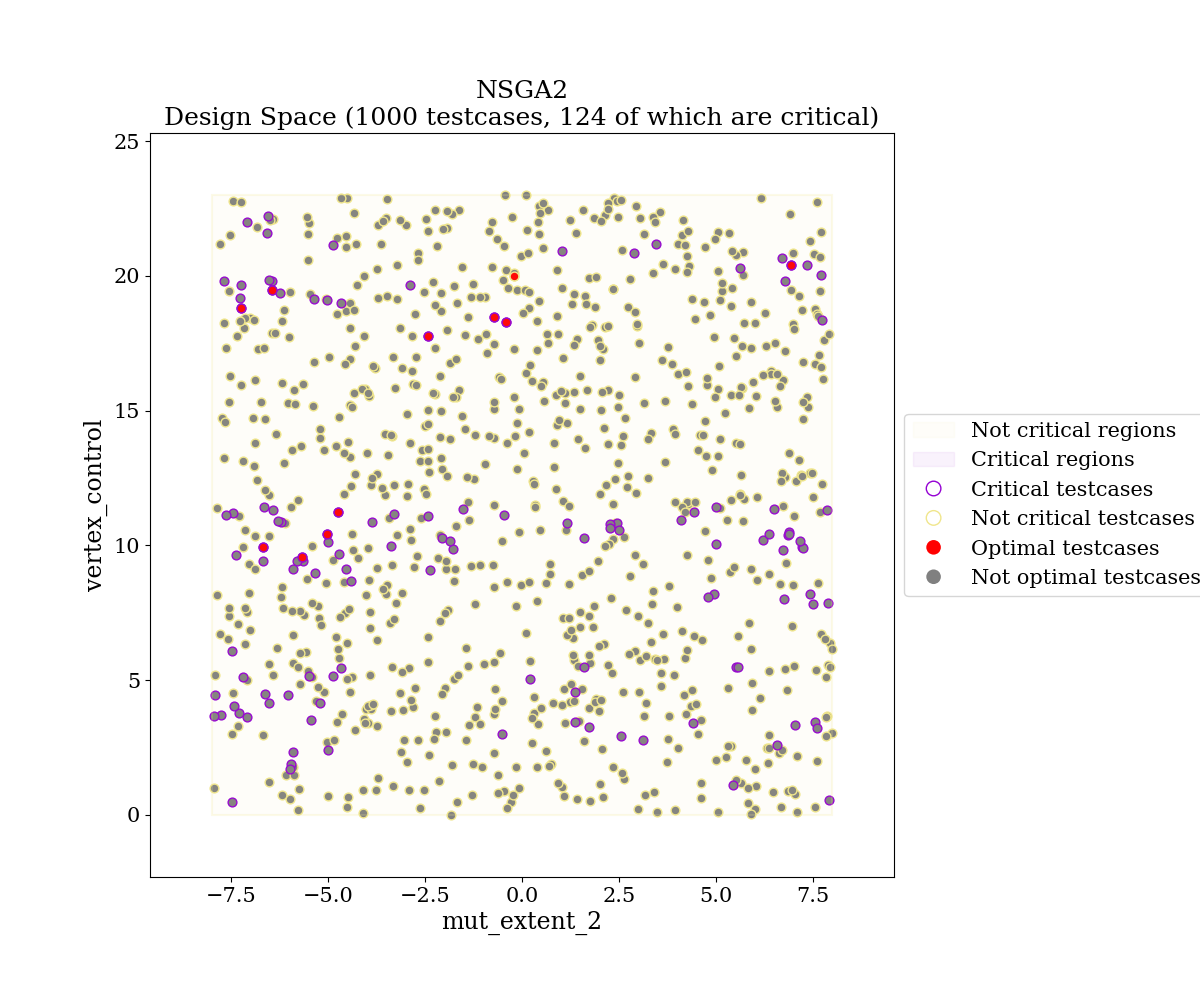 NSGA2
Design Space (1000 testcases, 124 of which are critical)
25
20
15
10
5
0
vertex_control
−7.5
−5.0
−2.5
0.0
2.5
5.0
7.5
mut_extent_2
Not critical regions
Critical regions
Critical testcases
Not critical testcases
Optimal testcases
Not optimal testcases